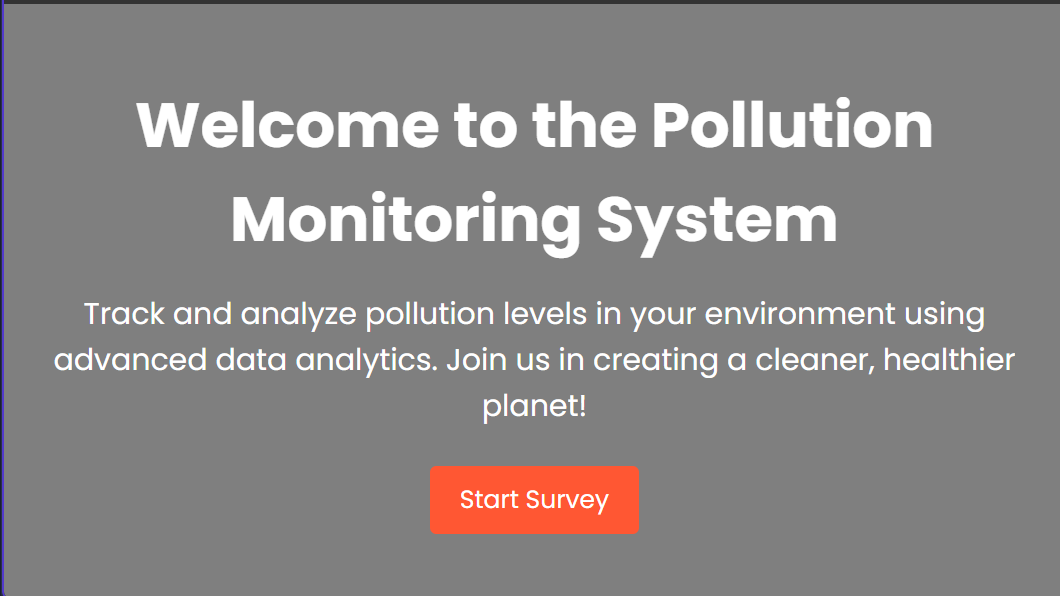 Welcome to the Pollution
Monitoring System
Track and analyze pollution levels in your environment using
advanced data analytics. Join us in creating a cleaner, healthier
planet!
Start Survey